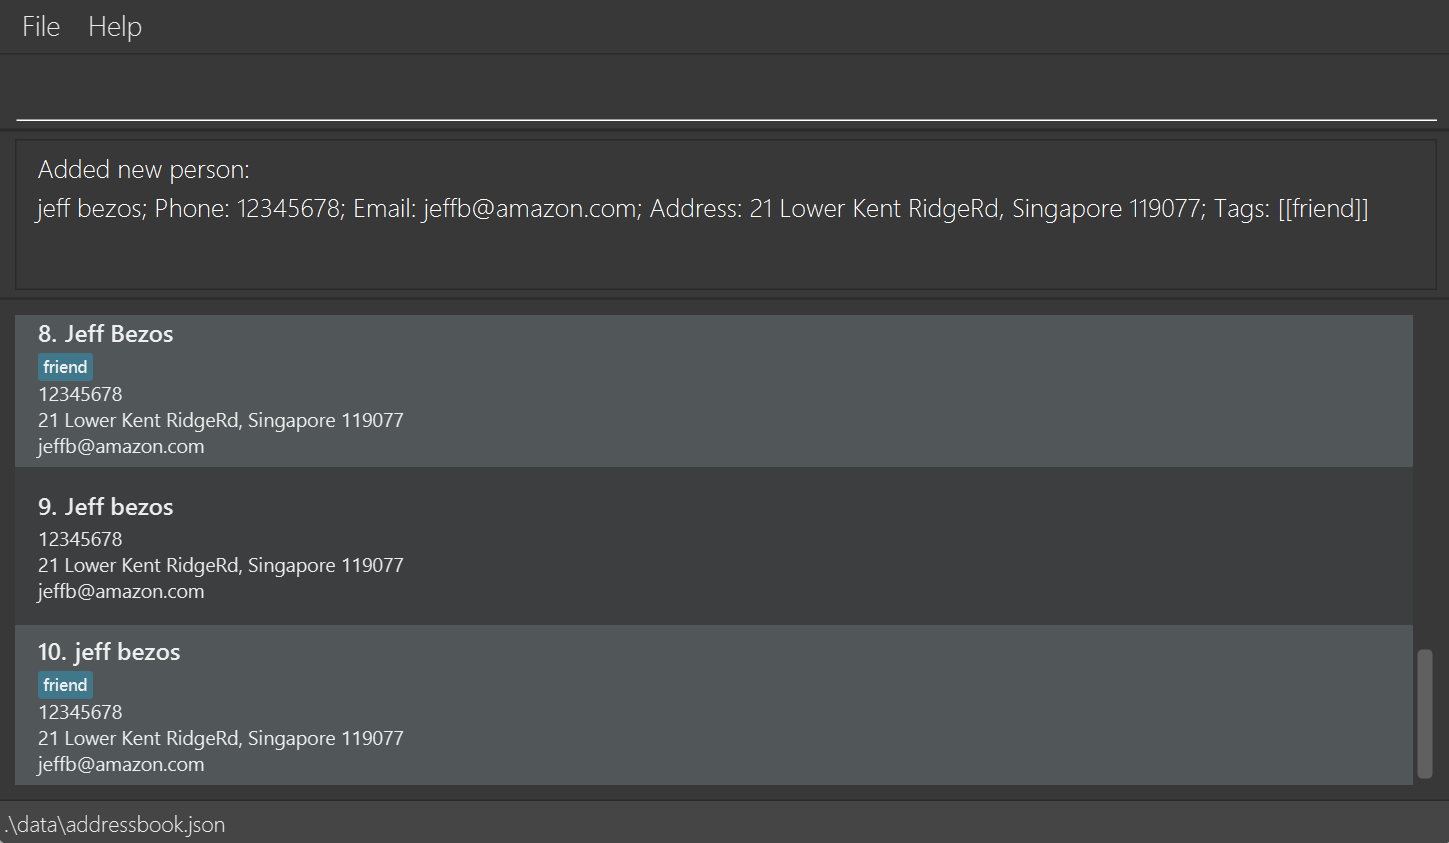 File Help
Added new person:
jeff bezos; Phone: 12345678; Email: jeffb@amazon.com; Address: 21 Lower Kent RidgeRd, Singapore 119077; Tags: [[friend]]
8. Jeff Bezos
friend
12345678
21 Lower Kent RidgeRd, Singapore 119077
jeffb@amazon.com
9. Jeff bezos
12345678
21 Lower Kent RidgeRd, Singapore 119077
jeffb@amazon.com
10. jeff bezos
friend
12345678
21 Lower Kent RidgeRd, Singapore 119077
jeffb@amazon.com
.\data\addressbook.json